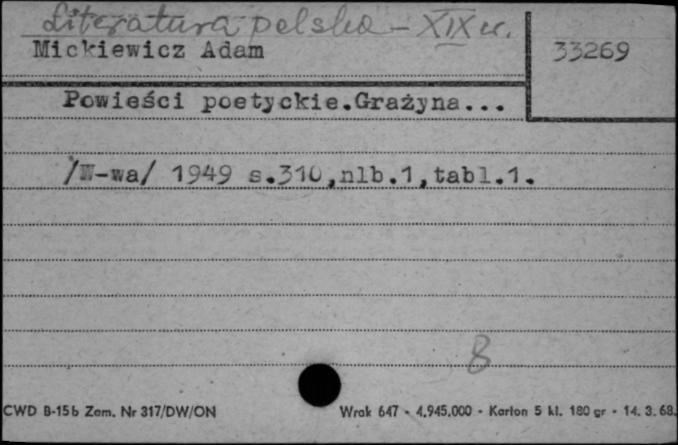 Literatura polska - XIX w.
Mickiewicz Adam
33269
Powieści poetyckie.Grażyna...
/W-wa/ 1949 s.310,nlb.1,tabl.1.
8
CWD B-15b Zam. Nr 317/DW/ON
Wrak 647 - 4.945.000 - Karton 5 kl. 180 gr - 14. 3. 68.